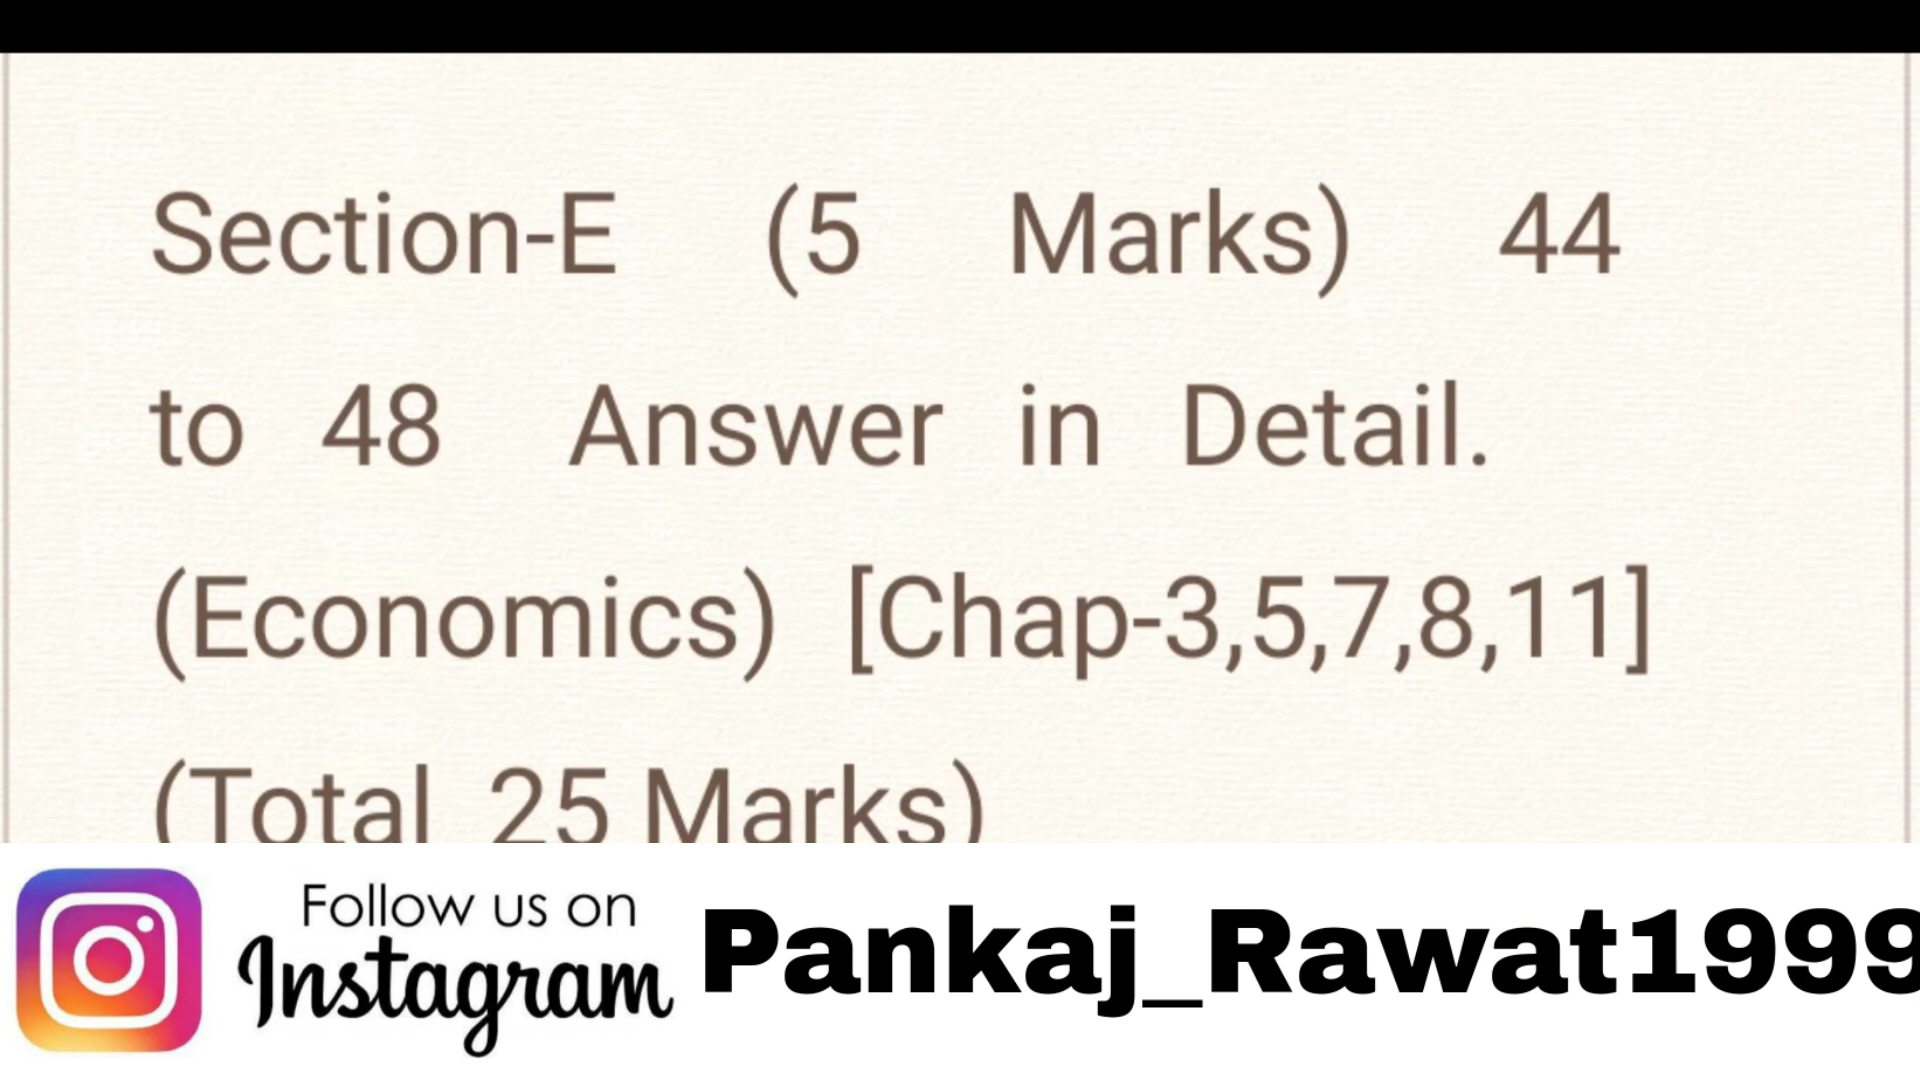 Section-E (5 Marks) 44
to 48 Answer in Detail.
(Economics) [Chap-3,5,7,8,11]
(Total 25 Marks)
Follow us on
Instagram
Pankaj_Rawat1999